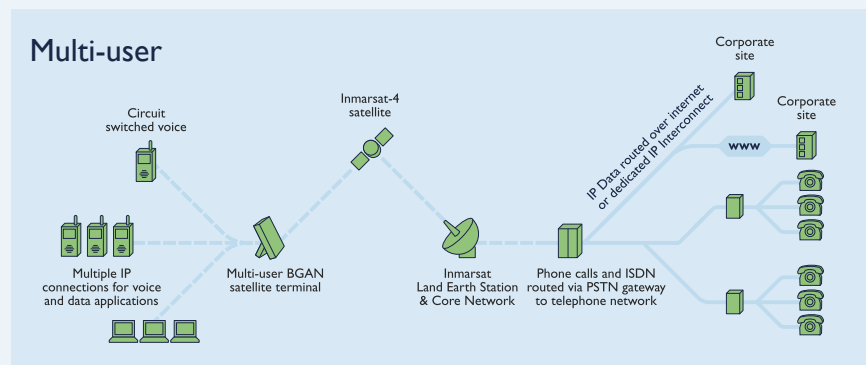 Multi-user
Corporate
site
Inmarsat-4
satellite
Corporate
site
Circuit
switched voice
IP Data routed over internet
or dedicated IP Interconnect
www
Multiple IP
connections for voice
and data applications
Multi-user BGAN
satellite terminal
Inmarsat
Land Earth Station
& Core Network
Phone calls and ISDN
routed via PSTN gateway
to telephone network